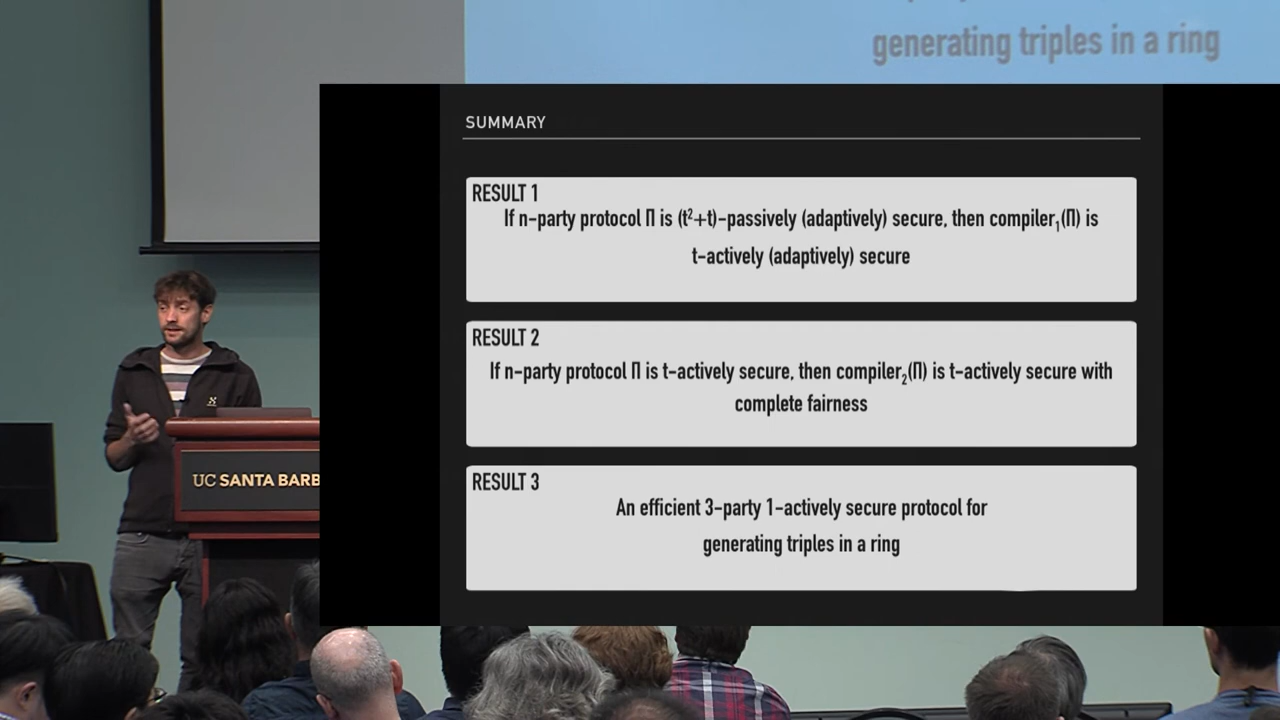 generating triples in a ring
SUMMARY
RESULT 1
If n-party protocol Π is (t²+t)-passively (adaptively) secure, then compiler₁(Π) is
t-actively (adaptively) secure
RESULT 2
If n-party protocol Π is t-actively secure, then compiler₂(Π) is t-actively secure with
complete fairness
RESULT 3
An efficient 3-party 1-actively secure protocol for
generating triples in a ring
UC SANTA BARB